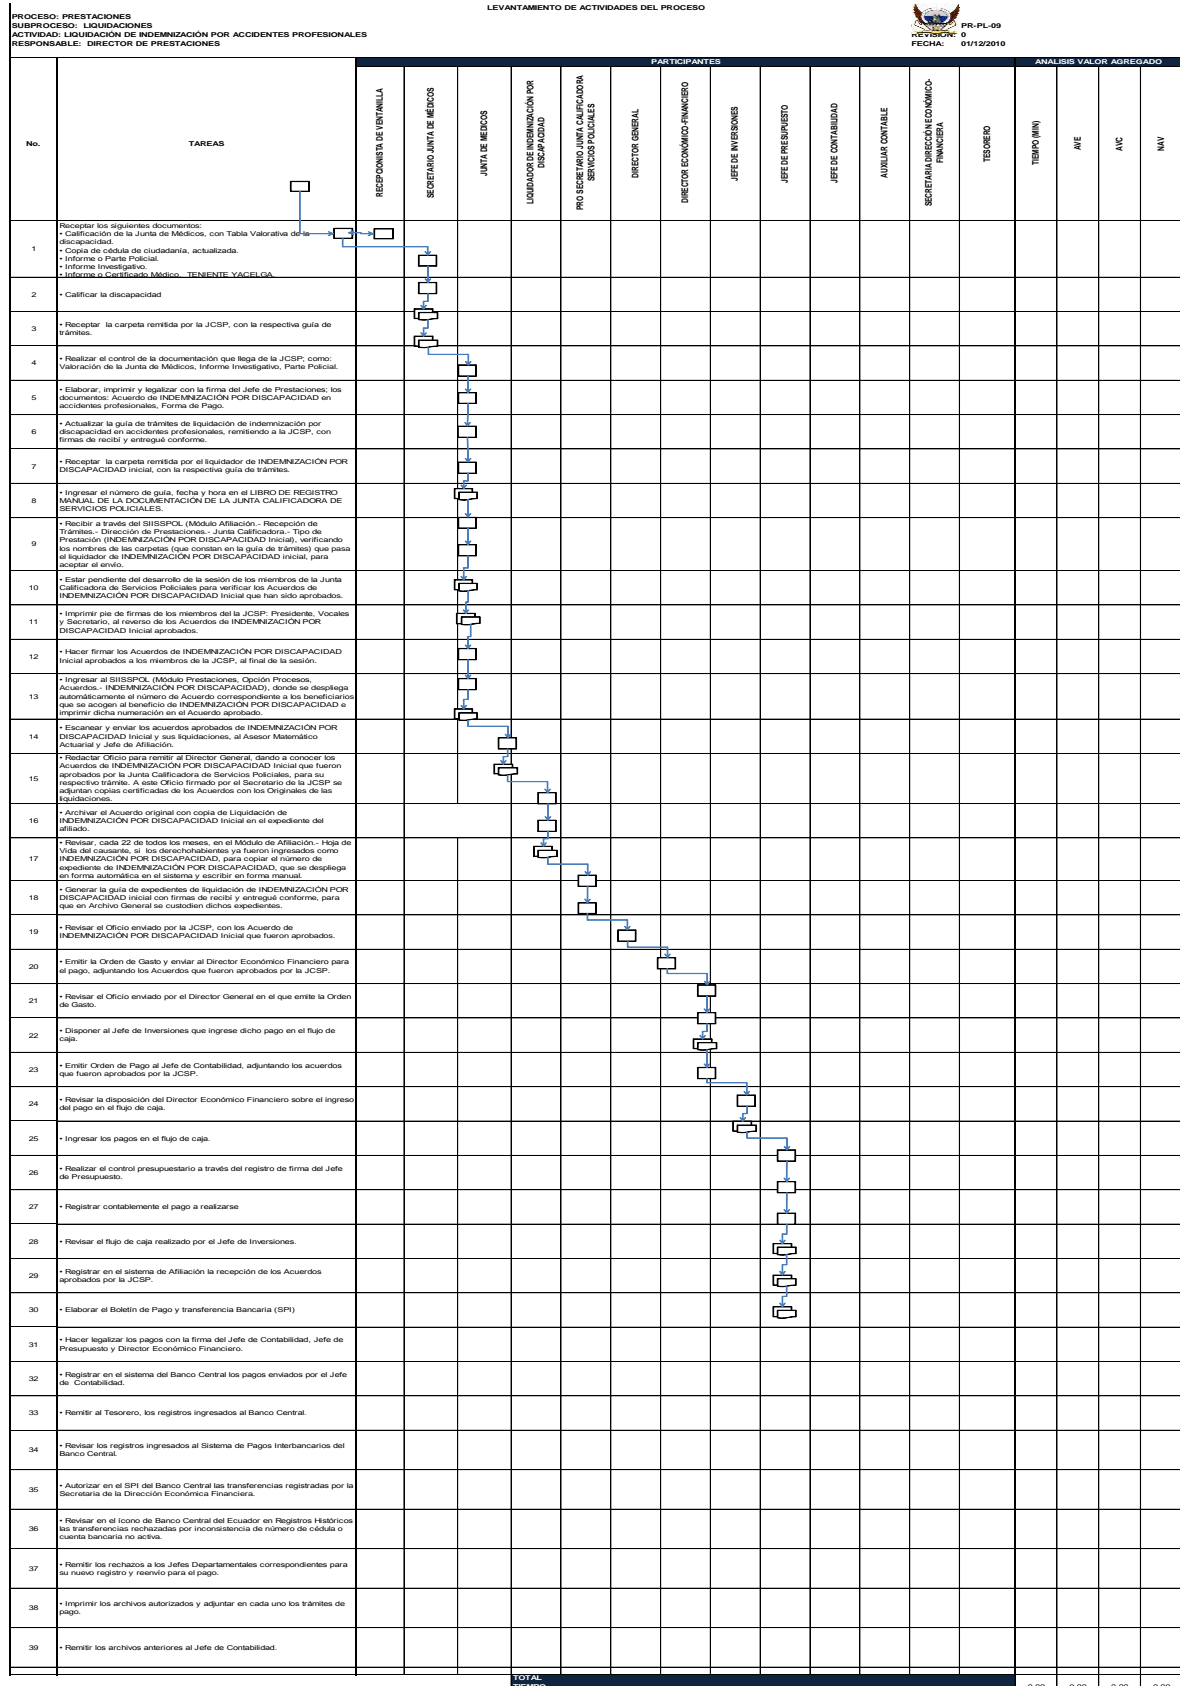 LEVANTAMIENTO DE ACTIVIDADES DEL PROCESO
PROCESO: PRESTACIONES
SUBPROCESO: LIQUIDACIONES
ACTIVIDAD: LIQUIDACIÓN DE INDEMNIZACIÓN POR ACCIDENTES PROFESIONALES
RESPONSABLE: DIRECTOR DE PRESTACIONES
PR-PL-09
REVISION: 0
FECHA: 01/12/2010
PARTICIPANTES
ANALISIS VALOR AGREGADO
No.
TAREAS
RECEPCIONISTA DE VENTANILLA
SECRETARIO JUNTA DE MÉDICOS
JUNTA DE MEDICOS
LIQUIDADOR DE INDEMNIZACIÓN POR
DISCAPACIDAD
PRO SECRETARIO JUNTA CALIFICADORA
SERVICIOS POLICIALES
DIRECTOR GENERAL
DIRECTOR ECONÓMICO-FINANCIERO
JEFE DE INVERSIONES
JEFE DE PRESUPUESTO
JEFE DE CONTABILIDAD
AUXILIAR CONTABLE
SECRETARIA DIRECCIÓN ECONÓMICO-
FINANCIERA
TESORERO
TIEMPO (MIN)
AVE
AVC
NAV
1
Receptar los siguientes documentos:
• Calificación de la Junta de Médicos, con Tabla Valorativa de la
discapacidad.
• Copia de cédula de ciudadanía, actualizada.
• Informe o Parte Policial.
• Informe Investigativo.
• Informe o Certificado Médico. TENIENTE YACELGA
2
• Calificar la discapacidad
3
• Receptar la carpeta remitida por la JCSP, con la respectiva guía de
trámites.
4
• Realizar el control de la documentación que llega de la JCSP; como:
Valoración de la Junta de Médicos, Informe Investigativo, Parte Policial.
5
• Elaborar, imprimir y legalizar con la firma del Jefe de Prestaciones; los
documentos: Acuerdo de INDEMNIZACIÓN POR DISCAPACIDAD en
accidentes profesionales, Forma de Pago.
6
• Actualizar la guía de trámites de liquidación de indemnización por
discapacidad en accidentes profesionales, remitiendo a la JCSP, con
firmas de recibí y entregué conforme.
7
• Receptar la carpeta remitida por el liquidador de INDEMNIZACIÓN POR
DISCAPACIDAD inicial, con la respectiva guía de trámites.
8
• Ingresar el número de guía, fecha y hora en el LIBRO DE REGISTRO
MANUAL DE LA DOCUMENTACIÓN DE LA JUNTA CALIFICADORA DE
SERVICIOS POLICIALES.
9
• Recibir a través del SIISSPOL (Módulo Afiliación.- Recepción de
Trámites.- Dirección de Prestaciones.- Junta Calificadora.- Tipo de
Prestación (INDEMNIZACIÓN POR DISCAPACIDAD Inicial), verificando
los nombres de las carpetas (que constan en la guía de trámites) que pasa
el liquidador de INDEMNIZACIÓN POR DISCAPACIDAD inicial, para
aceptar el envío.
10
• Estar pendiente del desarrollo de la sesión de los miembros de la Junta
Calificadora de Servicios Policiales para verificar los Acuerdos de
INDEMNIZACIÓN POR DISCAPACIDAD Inicial que han sido aprobados.
11
• Imprimir pie de firmas de los miembros del la JCSP: Presidente, Vocales
y Secretario, al reverso de los Acuerdos de INDEMNIZACIÓN POR
DISCAPACIDAD Inicial aprobados.
12
• Hacer firmar los Acuerdos de INDEMNIZACIÓN POR DISCAPACIDAD
Inicial aprobados a los miembros de la JCSP, al final de la sesión.
13
• Ingresar al SIISSPOL (Módulo Prestaciones, Opción Procesos,
Acuerdos.- INDEMNIZACIÓN POR DISCAPACIDAD), donde se despliega
automáticamente el número de Acuerdo correspondiente a los beneficiarios
que se acogen al beneficio de INDEMNIZACIÓN POR DISCAPACIDAD e
imprimir dicha numeración en el Acuerdo aprobado.
14
• Escanear y enviar los acuerdos aprobados de INDEMNIZACIÓN POR
DISCAPACIDAD Inicial y sus liquidaciones, al Asesor Matemático
Actuarial y Jefe de Afiliación.
15
• Redactar Oficio para remitir al Director General, dando a conocer los
Acuerdos de INDEMNIZACIÓN POR DISCAPACIDAD Inicial que fueron
aprobados por la Junta Calificadora de Servicios Policiales, para su
respectivo trámite. A este Oficio firmado por el Secretario de la JCSP se
adjuntan copias certificadas de los Acuerdos con los Originales de las
liquidaciones.
16
• Archivar el Acuerdo original con copia de Liquidación de
INDEMNIZACIÓN POR DISCAPACIDAD Inicial en el expediente del
afiliado.
17
• Revisar, cada 22 de todos los meses, en el Módulo de Afiliación.- Hoja de
Vida del causante, si los derechohabientes ya fueron ingresados como
INDEMNIZACIÓN POR DISCAPACIDAD, para copiar el número de
expediente de INDEMNIZACIÓN POR DISCAPACIDAD, que se despliega
en forma automática en el sistema y escribir en forma manual.
18
• Generar la guía de expedientes de liquidación de INDEMNIZACIÓN POR
DISCAPACIDAD inicial con firmas de recibí y entregué conforme, para
que en Archivo General se custodien dichos expedientes.
19
• Revisar el Oficio enviado por la JCSP, con los Acuerdo de
INDEMNIZACIÓN POR DISCAPACIDAD Inicial que fueron aprobados.
20
• Emitir la Orden de Gasto y enviar al Director Económico Financiero para
el pago, adjuntando los Acuerdos que fueron aprobados por la JCSP.
21
• Revisar el Oficio enviado por el Director General en el que emite la Orden
de Gasto.
22
• Disponer al Jefe de Inversiones que ingrese dicho pago en el flujo de
caja.
23
• Emitir Orden de Pago al Jefe de Contabilidad, adjuntando los acuerdos
que fueron aprobados por la JCSP.
24
• Revisar la disposición del Director Económico Financiero sobre el ingreso
del pago en el flujo de caja.
25
• Ingresar los pagos en el flujo de caja.
26
• Realizar el control presupuestario a través del registro de firma del Jefe
de Presupuesto.
27
• Registrar contablemente el pago a realizarse
28
• Revisar el flujo de caja realizado por el Jefe de Inversiones.
29
• Registrar en el sistema de Afiliación la recepción de los Acuerdos
aprobados por la JCSP.
30
• Elaborar el Boletín de Pago y transferencia Bancaria (SPI)
31
• Hacer legalizar los pagos con la firma del Jefe de Contabilidad, Jefe de
Presupuesto y Director Económico Financiero.
32
• Registrar en el sistema del Banco Central los pagos enviados por el Jefe
de Contabilidad.
33
• Remitir al Tesorero, los registros ingresados al Banco Central.
34
• Revisar los registros ingresados al Sistema de Pagos Interbancarios del
Banco Central.
35
• Autorizar en el SPI del Banco Central las transferencias registradas por la
Secretaria de la Dirección Económica Financiera.
36
• Revisar en el ícono de Banco Central del Ecuador en Registros Históricos
las transferencias rechazadas por inconsistencia de número de cédula o
cuenta bancaria no activa.
37
• Remitir los rechazos a los Jefes Departamentales correspondientes para
su nuevo registro y reenvío para el pago.
38
• Imprimir los archivos autorizados y adjuntar en cada uno los trámites de
pago.
39
• Remitir los archivos anteriores al Jefe de Contabilidad.
TOTAL
TIEMPO
0,00 0,00 0,00 0,00